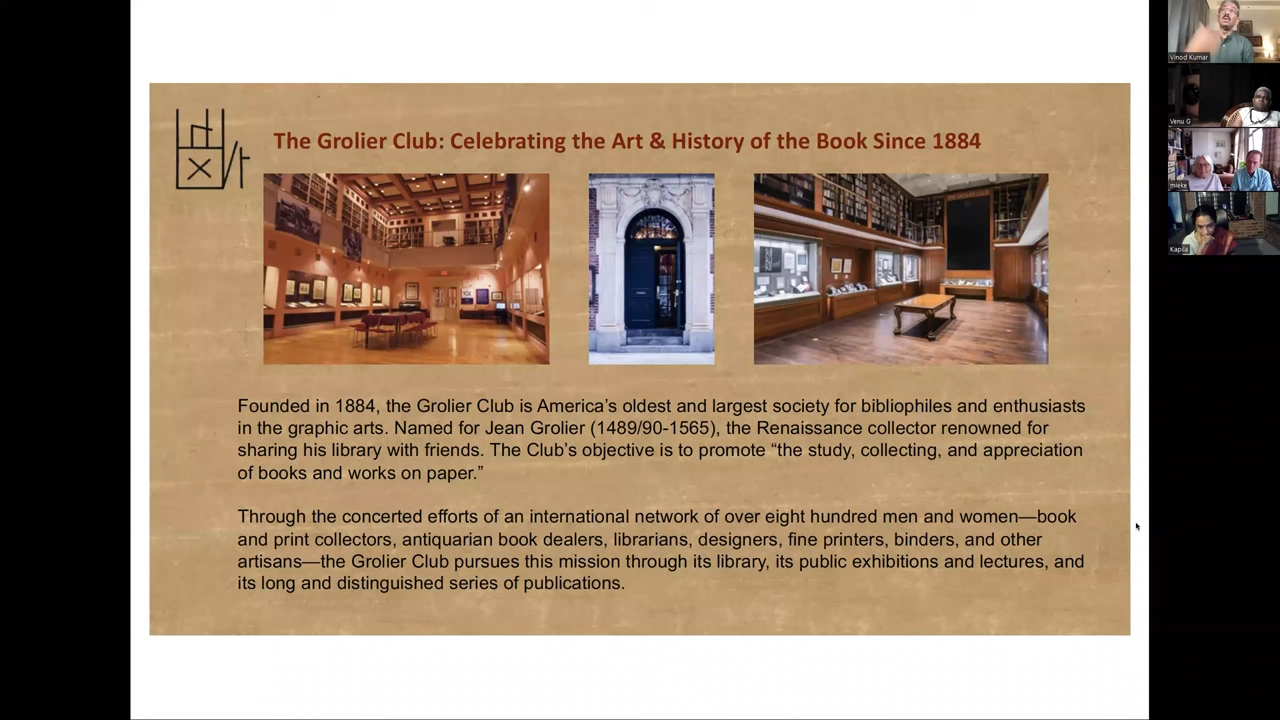 The Grolier Club: Celebrating the Art & History of the Book Since 1884
Founded in 1884, the Grolier Club is America’s oldest and largest society for bibliophiles and enthusiasts
in the graphic arts. Named for Jean Grolier (1489/90-1565), the Renaissance collector renowned for
sharing his library with friends. The Club’s objective is to promote “the study, collecting, and appreciation
of books and works on paper.”
Through the concerted efforts of an international network of over eight hundred men and women—book
and print collectors, antiquarian book dealers, librarians, designers, fine printers, binders, and other
artisans—the Grolier Club pursues this mission through its library, its public exhibitions and lectures, and
its long and distinguished series of publications.
Vinod Kumar
Venu G
mieke
Kapila